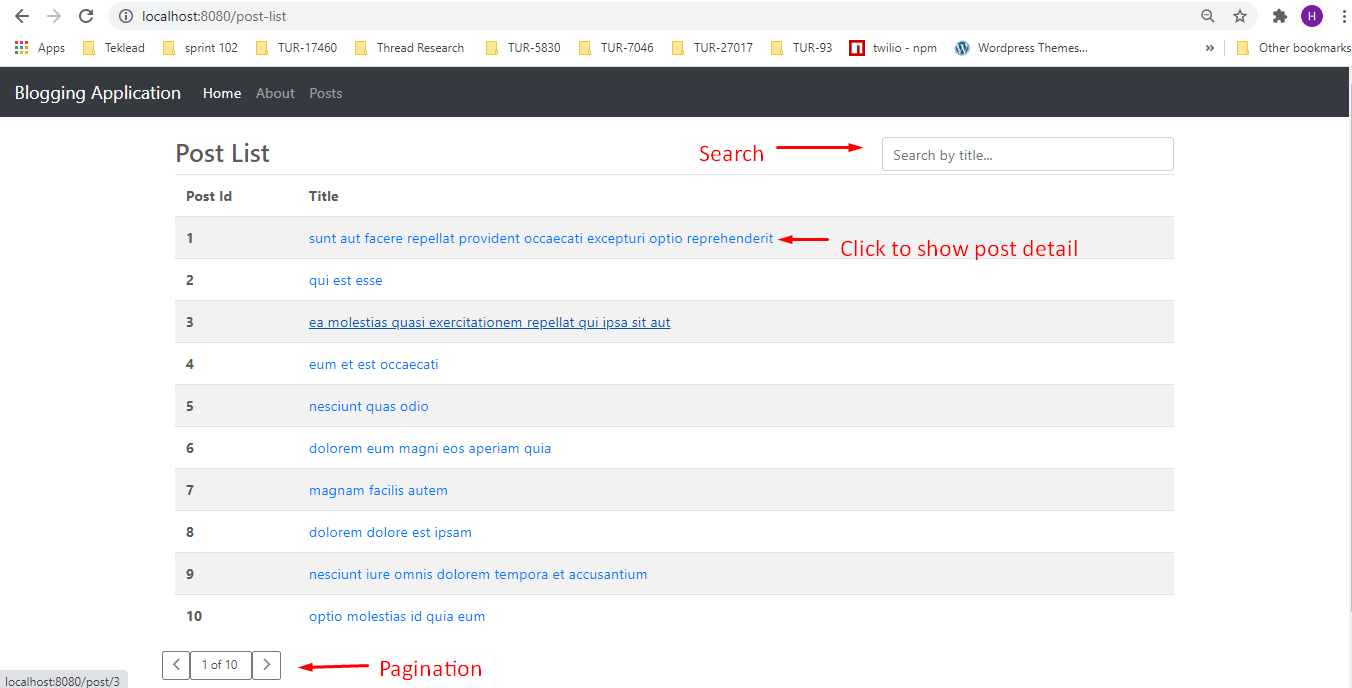 localhost:8080/post-list
H
Apps Teklead sprint 102 TUR-17460 Thread Research TUR-5830 TUR-7046 TUR-27017 TUR-93 twilio - npm Wordpress Themes... » Other bookmarks
Blogging Application Home About Posts
Post List Search Search by title...
Post Id Title
1 sunt aut facere repellat provident occaecati excepturi optio reprehenderit
Click to show post detail
2 qui est esse
3 ea molestias quasi exercitationem repellat qui ipsa sit aut
4 eum et est occaecati
5 nesciunt quas odio
6 dolorem eum magni eos aperiam quia
7 magnam facilis autem
8 dolorem dolore est ipsam
9 nesciunt iure omnis dolorem tempora et accusantium
10 optio molestias id quia eum
1 of 10 Pagination
localhost:8080/post/3